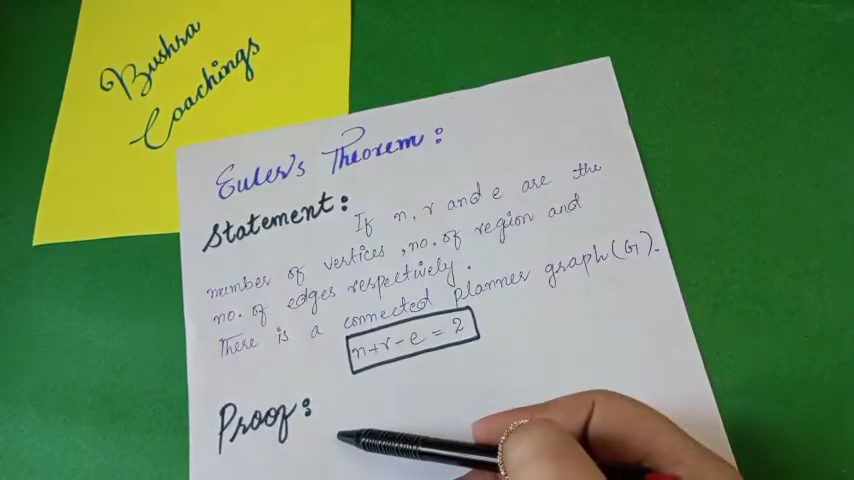 Bushra
Coachings
Euler's Theorem:
Statement:
If n, r and e are the
number of vertices, no. of region and
no. of edges respectively.
There is a connected planner graph (G).
n+r-e=2
Proof: